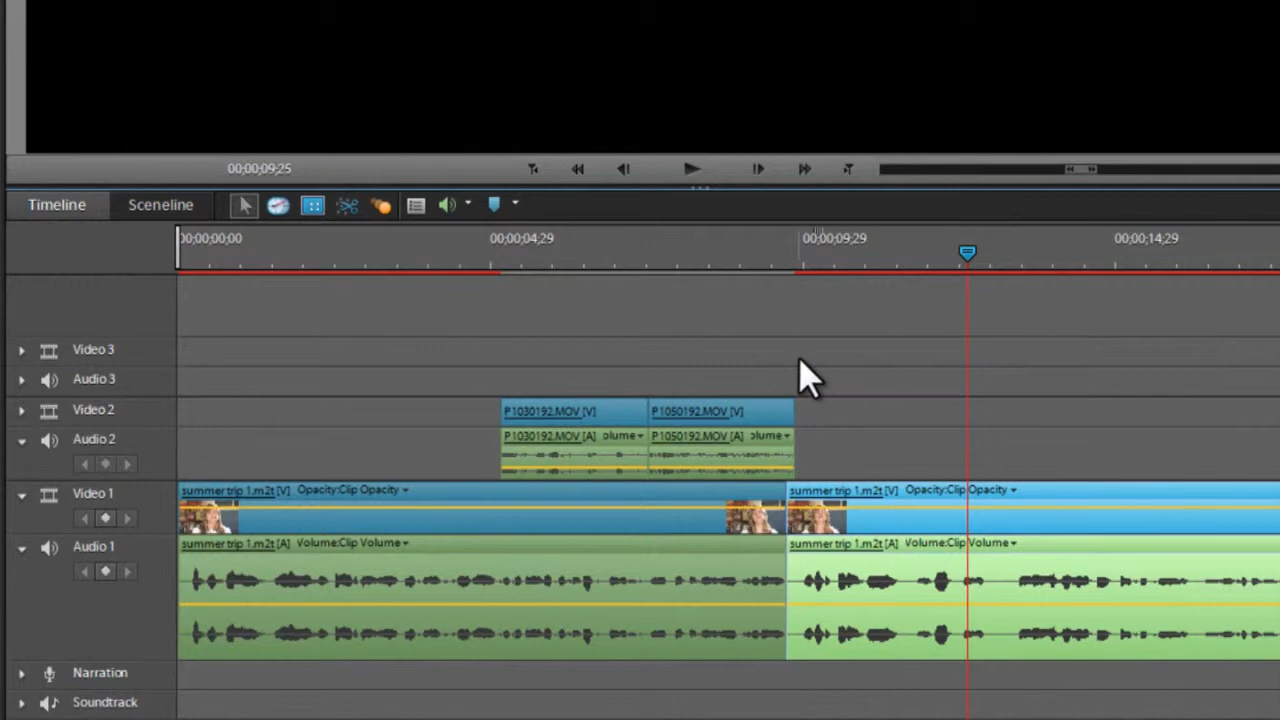 00;00;09;25
Timeline
Sceneline
00;00;00;00
00;00;04;29
00;00;09;29
00;00;14;29
Video 3
Audio 3
Video 2
P1030192.MOV [V]
P1050192.MOV [V]
Audio 2
P1030192.MOV [A] olume
P1050192.MOV [A] olume
Video 1
summer trip 1.m2t [V] Opacity:Clip Opacity
summer trip 1.m2t [V] Opacity:Clip Opacity
Audio 1
summer trip 1.m2t [A] Volume:Clip Volume
summer trip 1.m2t [A] Volume:Clip Volume
Narration
Soundtrack